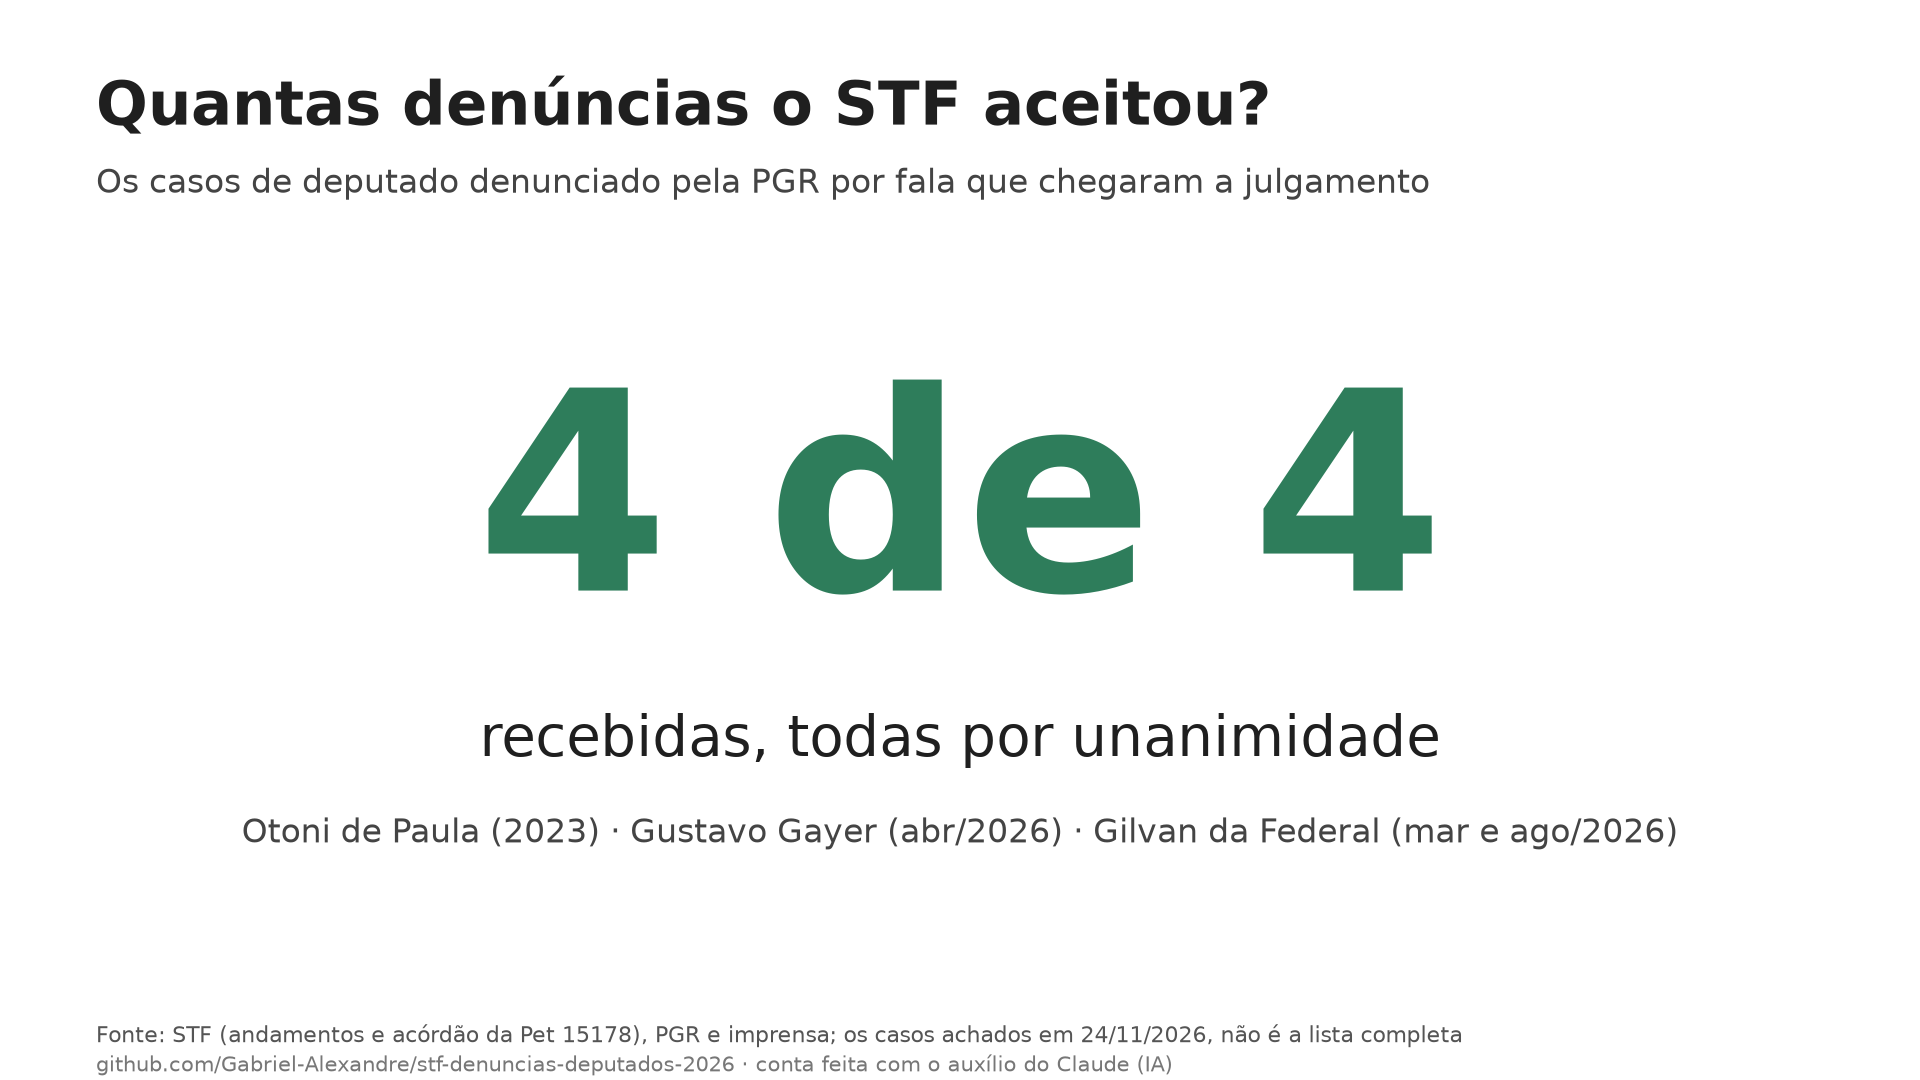 Quantas denúncias o STF aceitou?
Os casos de deputado denunciado pela PGR por fala que chegaram a julgamento
4 de 4
recebidas, todas por unanimidade
Otoni de Paula (2023) · Gustavo Gayer (abr/2026) · Gilvan da Federal (mar e ago/2026)
Fonte: STF (andamentos e acórdão da Pet 15178), PGR e imprensa; os casos achados em 24/11/2026, não é a lista completa
github.com/Gabriel-Alexandre/stf-denuncias-deputados-2026 · conta feita com o auxílio do Claude (IA)